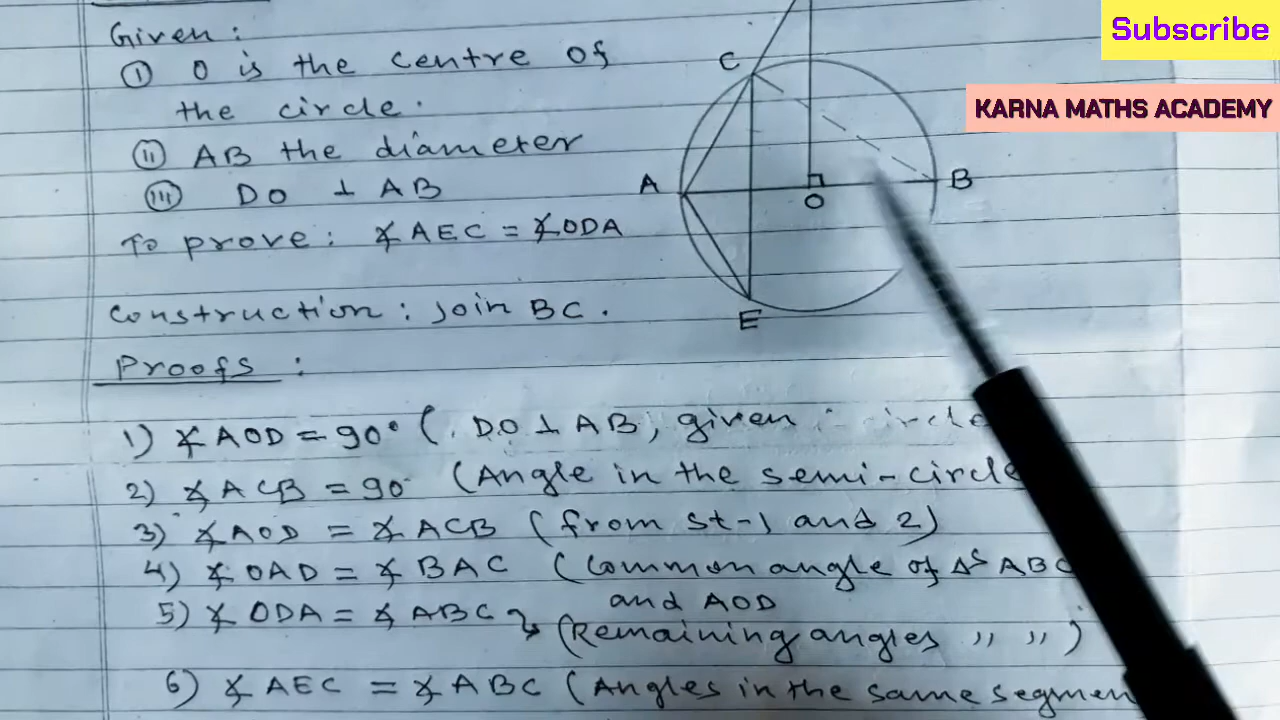 Subscribe
KARNA MATHS ACADEMY
Given:
(i) O is the centre of
the circle.
(ii) AB the diameter
(iii) DO ⊥ AB
To prove: ∡AEC = ∡ODA
Construction: Join BC.
Proofs:
C
A
B
O
E
1) ∡AOD = 90° (. DO ⊥ AB, given
2) ∡ACB = 90° (Angle in the semi-circle
3) ∡AOD = ∡ACB (from st-1 and 2)
4) ∡OAD = ∡BAC (Common angle of Δˢ ABC
and AOD
5) ∡ODA = ∡ABC
(Remaining angles ,, ,, )
6) ∡AEC = ∡ABC (Angles in the same segmen